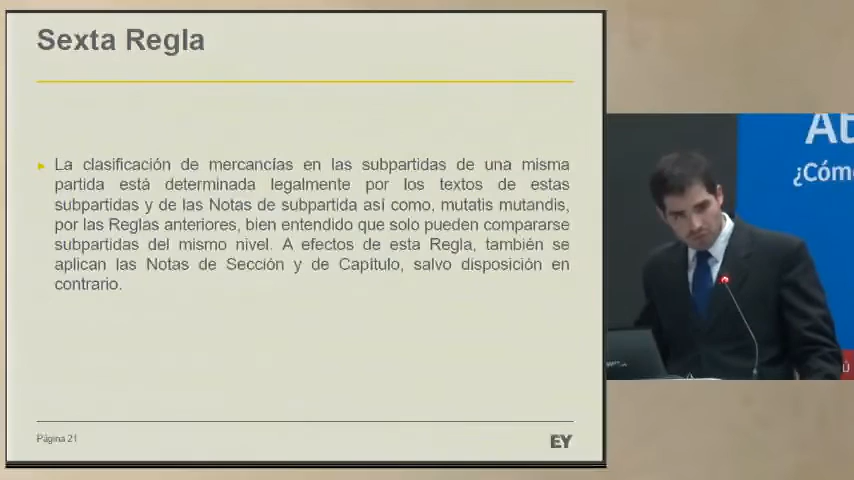 Sexta Regla
La clasificación de mercancías en las subpartidas de una misma
partida está determinada legalmente por los textos de estas
subpartidas y de las Notas de subpartida así como, mutatis mutandis,
por las Reglas anteriores, bien entendido que solo pueden compararse
subpartidas del mismo nivel. A efectos de esta Regla, también se
aplican las Notas de Sección y de Capítulo, salvo disposición en
contrario.
Página 21
EY
¿Cómo